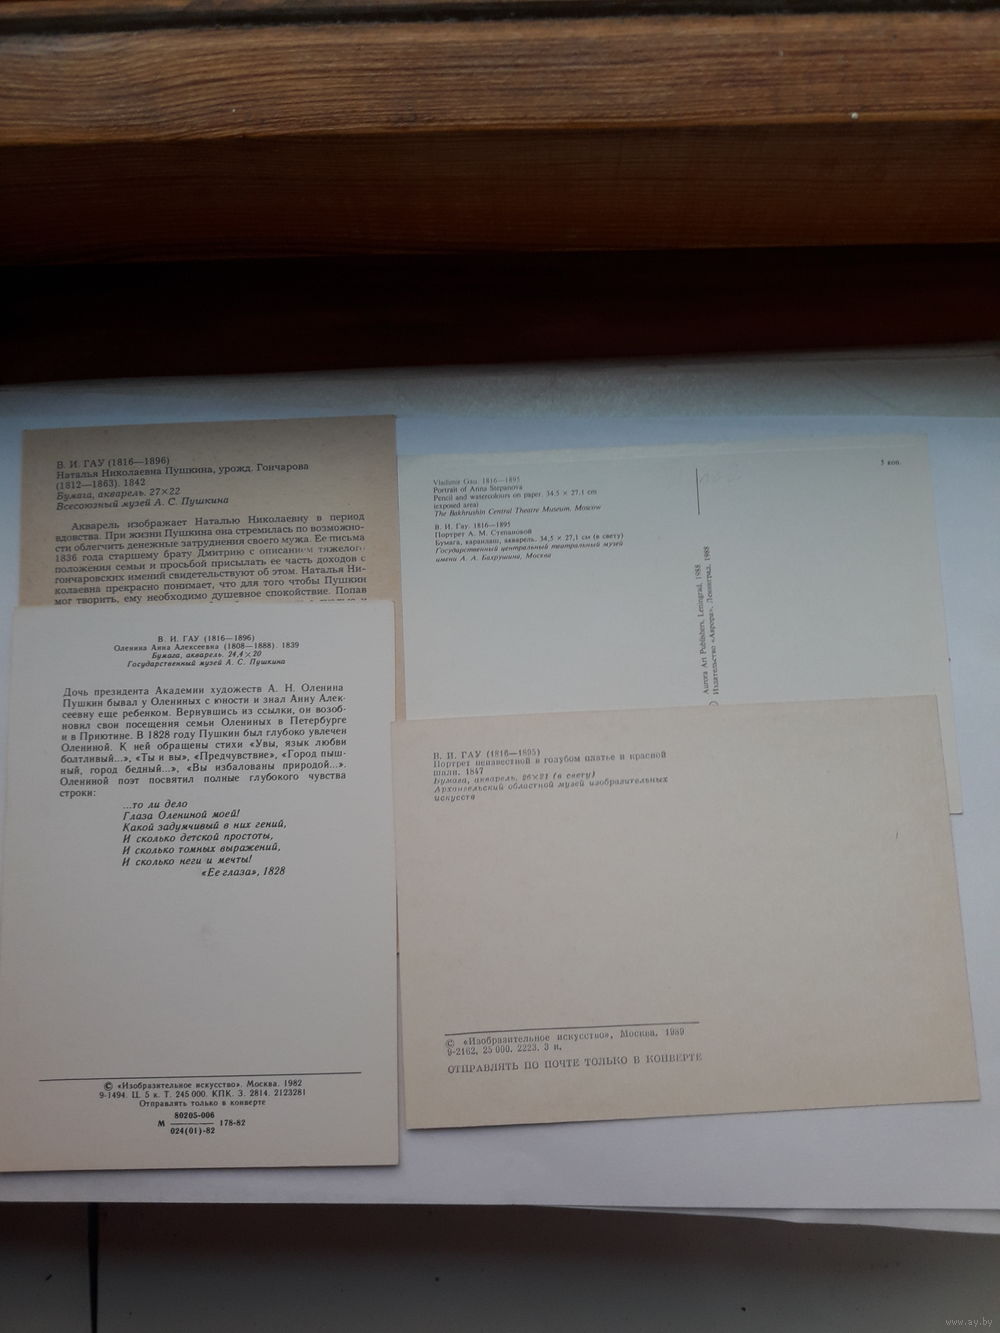 В. И. ГАУ (1816—1896)
Наталья Николаевна Пушкина, урожд. Гончарова
(1812—1863). 1842
Бумага, акварель. 27×22
Всесоюзный музей А. С. Пушкина
Акварель изображает Наталью Николаевну в период
вдовства. При жизни Пушкина она стремилась по возможно-
сти облегчить денежные затруднения своего мужа. Ее письма
1836 года старшему брату Дмитрию с описанием тяжелого
положения семьи и просьбой присылать ее часть доходов с
гончаровских имений свидетельствуют об этом. Наталья Ни-
колаевна прекрасно понимает, что для того чтобы Пушкин
мог творить, ему необходимо душевное спокойствие. Попав
В. И. ГАУ (1816—1896)
Оленина Анна Алексеевна (1808—1888). 1839
Бумага, акварель. 24,4×20
Государственный музей А. С. Пушкина
Дочь президента Академии художеств А. Н. Оленина
Пушкин бывал у Олениных с юности и знал Анну Алек-
сеевну еще ребенком. Вернувшись из ссылки, он возоб-
новил свои посещения семьи Олениных в Петербурге
и в Приютине. В 1828 году Пушкин был глубоко увлечен
Олениной. К ней обращены стихи «Увы, язык любви
болтливый...», «Ты и вы», «Предчувствие», «Город пыш-
ный, город бедный...», «Вы избалованы природой...».
Олениной поэт посвятил полные глубокого чувства
строки:
...то ли дело
Глаза Олениной моей!
Какой задумчивый в них гений,
И сколько детской простоты,
И сколько томных выражений,
И сколько неги и мечты!
«Ее глаза», 1828
© «Изобразительное искусство». Москва. 1982
9-1494. Ц. 5 к. Т. 245 000. КПК. З. 2814. 2123281
Отправлять только в конверте
80205-006
М 178-82
024(01)-82
5 коп.
Vladimir Gau. 1816—1895
Portrait of Anna Stepanova
Pencil and watercolours on paper. 34.5 × 27.1 cm
(exposed area)
The Bakhrushin Central Theatre Museum, Moscow
В. И. Гау. 1816—1895
Портрет А. М. Степановой
Бумага, карандаш, акварель. 34,5 × 27,1 см (в свету)
Государственный центральный театральный музей
имени А. А. Бахрушина, Москва
Aurora Art Publishers, Leningrad, 1988
Издательство «Аврора», Ленинград, 1988
В. И. ГАУ (1816—1895)
Портрет неизвестной в голубом платье и красной
шали. 1847
Бумага, акварель. 26×21 (в свету)
Архангельский областной музей изобразительных
искусств
© «Изобразительное искусство», Москва. 1989
9-2162. 25 000. 2223. 3 к.
ОТПРАВЛЯТЬ ПО ПОЧТЕ ТОЛЬКО В КОНВЕРТЕ
www.ay.by